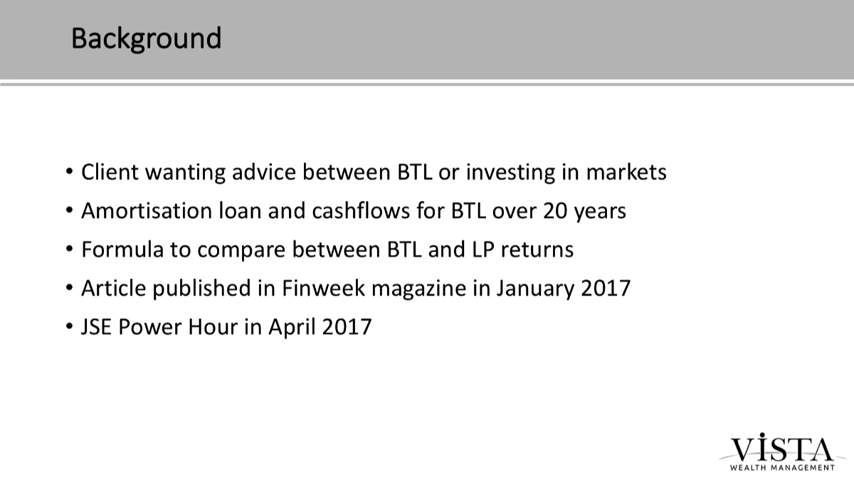 Background
• Client wanting advice between BTL or investing in markets
• Amortisation loan and cashflows for BTL over 20 years
• Formula to compare between BTL and LP returns
• Article published in Finweek magazine in January 2017
• JSE Power Hour in April 2017
VISTA
WEALTH MANAGEMENT